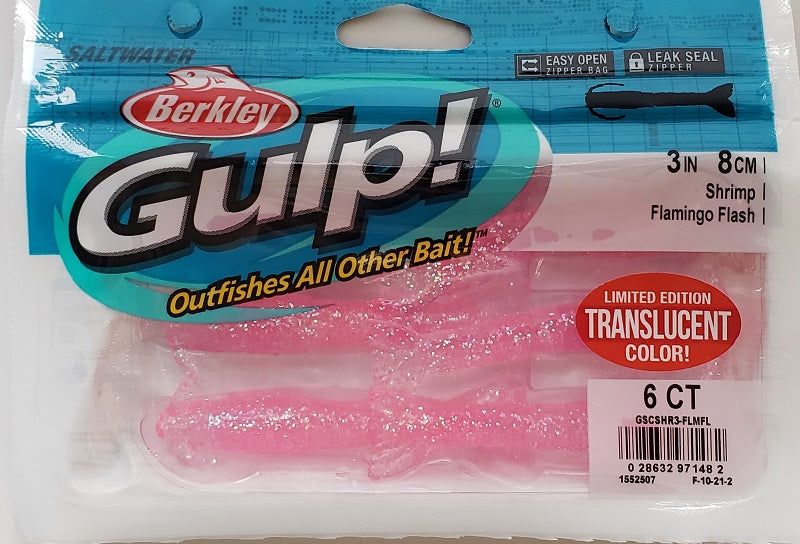 SALTWATER
EASY OPEN
ZIPPER BAG
LEAK SEAL
ZIPPER
Berkley
Gulp!®
Outfishes All Other Bait!™
3IN 8CM
Shrimp
Flamingo Flash
LIMITED EDITION
TRANSLUCENT
COLOR!
6 CT
GSCSHR3-FLMFL
0 28632 97148 2
1552507 F-10-21-2